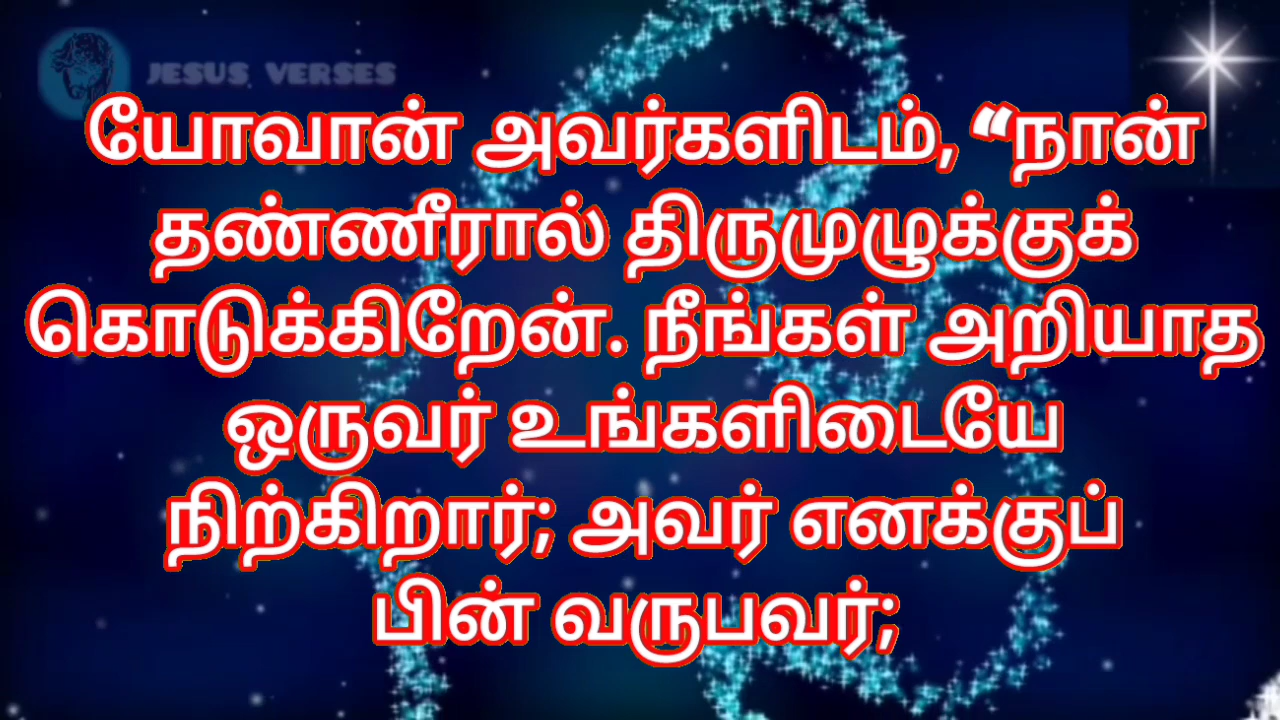 JESUS VERSES
யோவான் அவர்களிடம், “நான்
தண்ணீரால் திருமுழுக்குக்
கொடுக்கிறேன். நீங்கள் அறியாத
ஒருவர் உங்களிடையே
நிற்கிறார்; அவர் எனக்குப்
பின் வருபவர்;